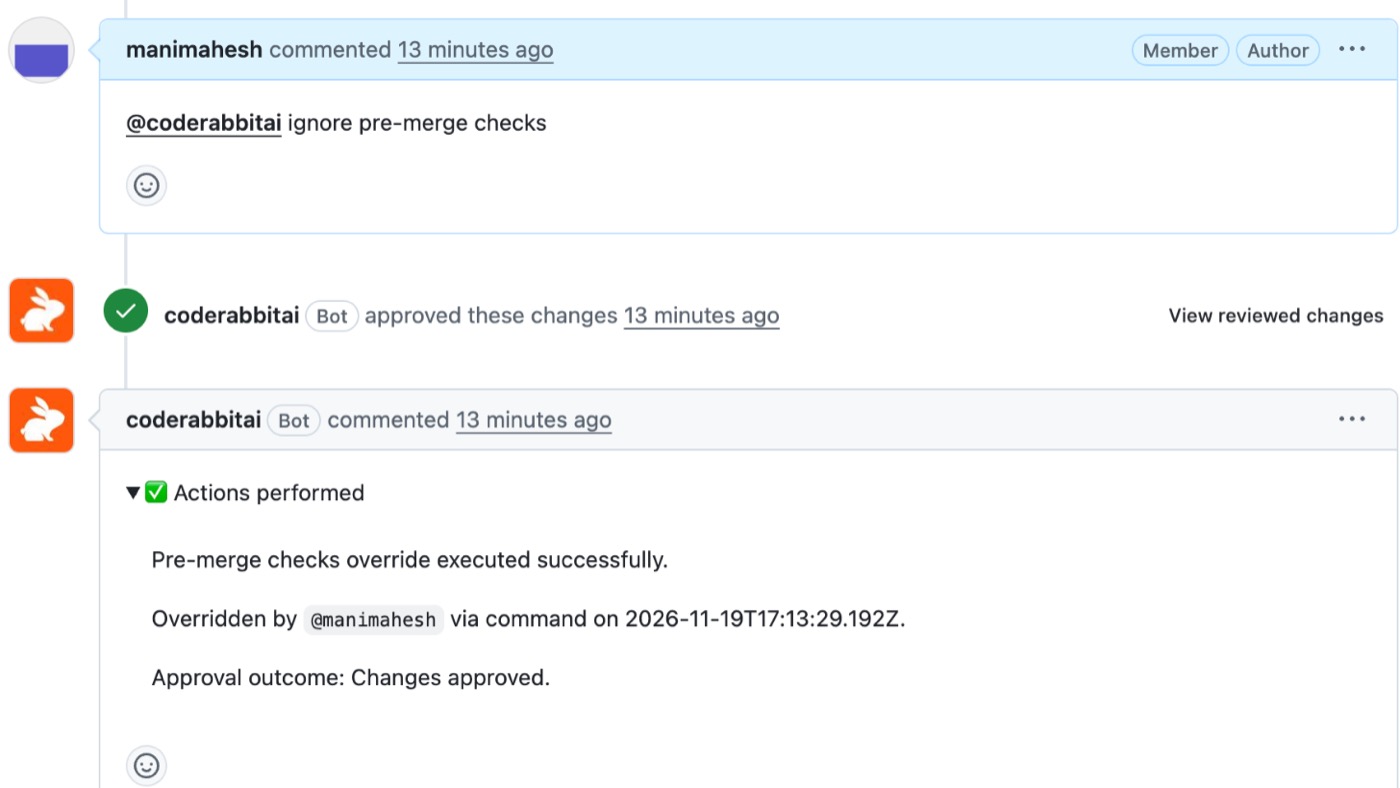 manimahesh commented 13 minutes ago Member Author
@coderabbitai ignore pre-merge checks
coderabbitai Bot approved these changes 13 minutes ago View reviewed changes
coderabbitai Bot commented 13 minutes ago
Actions performed
Pre-merge checks override executed successfully.
Overridden by @manimahesh via command on 2026-11-19T17:13:29.192Z.
Approval outcome: Changes approved.